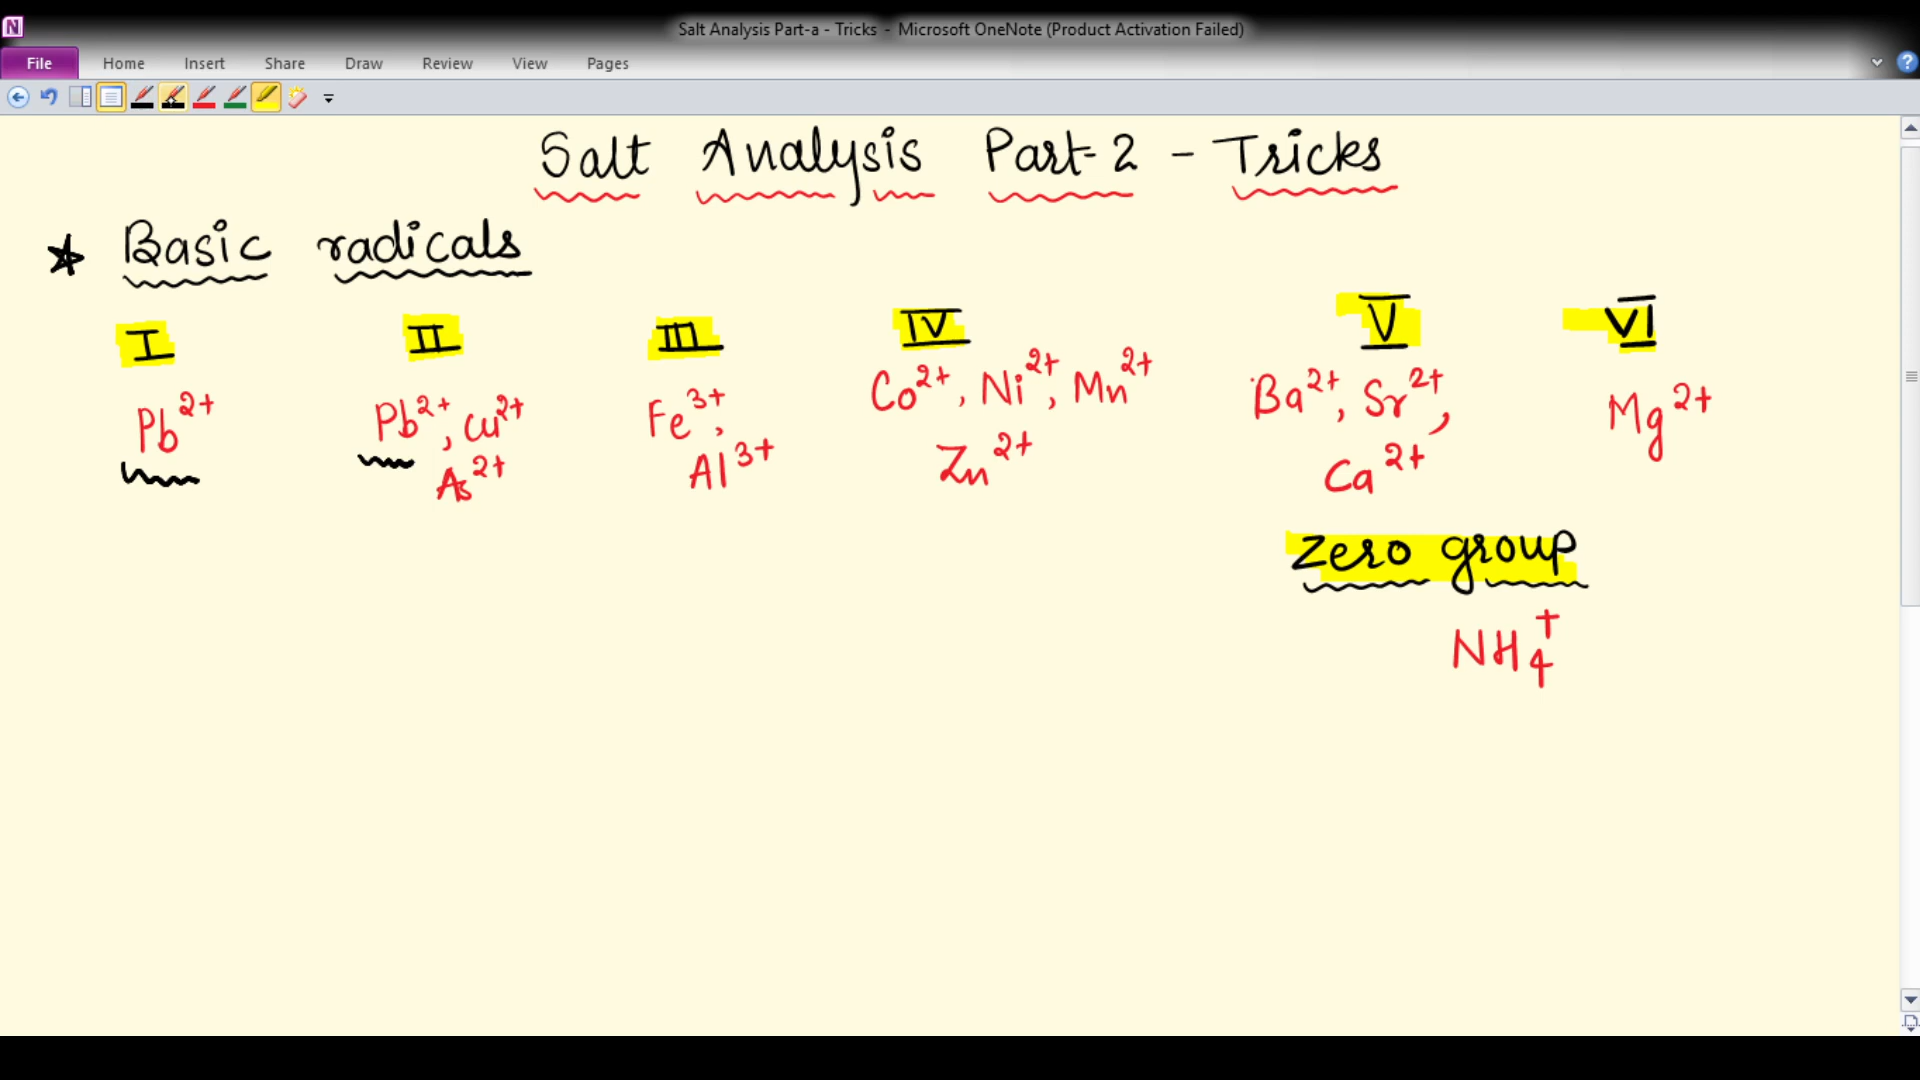 Salt Analysis Part-a - Tricks - Microsoft OneNote (Product Activation Failed)
File Home Insert Share Draw Review View Pages
Salt Analysis Part-2 - Tricks
★ Basic radicals
I II III IV V VI
Pb²⁺ Pb²⁺, Cu²⁺ Fe³⁺, Co²⁺, Ni²⁺, Mn²⁺ Ba²⁺, Sr²⁺, Mg²⁺
As²⁺ Al³⁺ Zn²⁺ Ca²⁺
Zero group
NH₄⁺